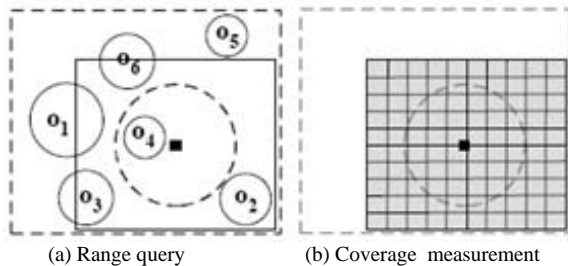 o5
o6
o1
o4
o3
o2
(a) Range query
(b) Coverage measurement